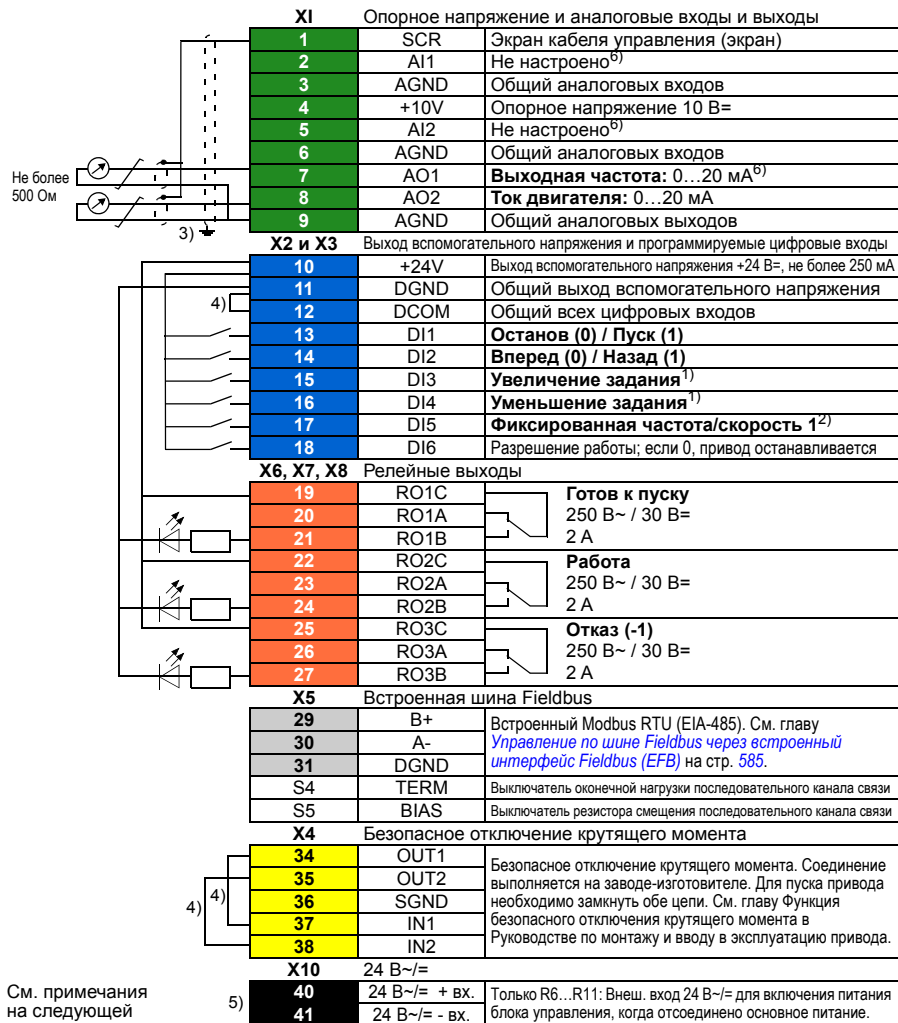 XI Опорное напряжение и аналоговые входы и выходы
1 SCR Экран кабеля управления (экран)
2 AI1 Не настроено6)
3 AGND Общий аналоговых входов
4 +10V Опорное напряжение 10 В=
5 AI2 Не настроено6)
6 AGND Общий аналоговых входов
Не более
500 Ом
7 AO1 Выходная частота: 0…20 мА6)
8 AO2 Ток двигателя: 0…20 мА
9 AGND Общий аналоговых выходов
3)
X2 и X3 Выход вспомогательного напряжения и программируемые цифровые входы
10 +24V Выход вспомогательного напряжения +24 В=, не более 250 мА
11 DGND Общий выход вспомогательного напряжения
4)
12 DCOM Общий всех цифровых входов
13 DI1 Останов (0) / Пуск (1)
14 DI2 Вперед (0) / Назад (1)
15 DI3 Увеличение задания1)
16 DI4 Уменьшение задания1)
17 DI5 Фиксированная частота/скорость 12)
18 DI6 Разрешение работы; если 0, привод останавливается
X6, X7, X8 Релейные выходы
19 RO1C Готов к пуску
20 RO1A 250 В~ / 30 В=
21 RO1B 2 А
22 RO2C Работа
23 RO2A 250 В~ / 30 В=
24 RO2B 2 А
25 RO3C Отказ (-1)
26 RO3A 250 В~ / 30 В=
27 RO3B 2 А
X5 Встроенная шина Fieldbus
29 B+
30 A-
31 DGND
Встроенный Modbus RTU (EIA-485). См. главу
Управление по шине Fieldbus через встроенный
интерфейс Fieldbus (EFB) на стр. 585.
S4 TERM Выключатель оконечной нагрузки последовательного канала связи
S5 BIAS Выключатель резистора смещения последовательного канала связи
X4 Безопасное отключение крутящего момента
34 OUT1
35 OUT2
36 SGND
37 IN1
38 IN2
4)
4)
Безопасное отключение крутящего момента. Соединение
выполняется на заводе-изготовителе. Для пуска привода
необходимо замкнуть обе цепи. См. главу Функция
безопасного отключения крутящего момента в
Руководстве по монтажу и вводу в эксплуатацию привода.
X10 24 В~/=
5)
40 24 В~/= + вх.
41 24 В~/= - вх.
Только R6…R11: Внеш. вход 24 В~/= для включения питания
блока управления, когда отсоединено основное питание.
См. примечания
на следующей